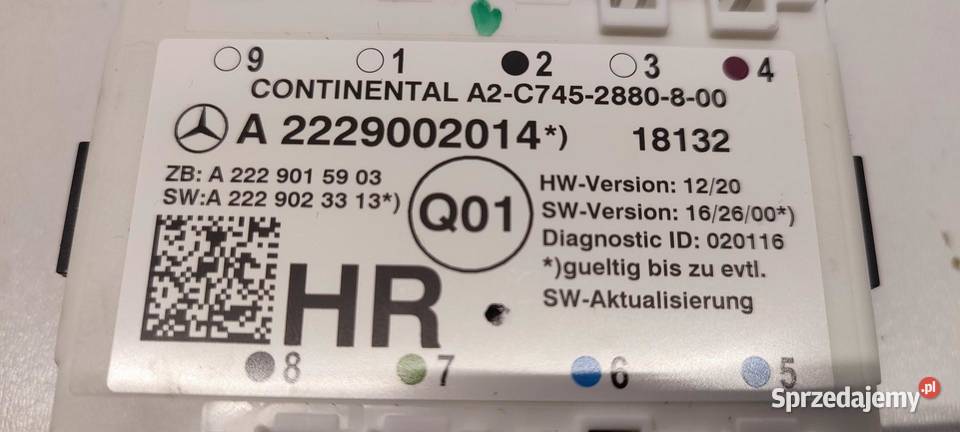 9 1 2 3 4
CONTINENTAL A2-C745-2880-8-00
A 2229002014*) 18132
ZB: A 222 901 59 03
SW:A 222 902 33 13*)
Q01
HW-Version: 12/20
SW-Version: 16/26/00*)
Diagnostic ID: 020116
*)gueltig bis zu evtl.
SW-Aktualisierung
HR
8 7 6 5
Sprzedajemy.pl